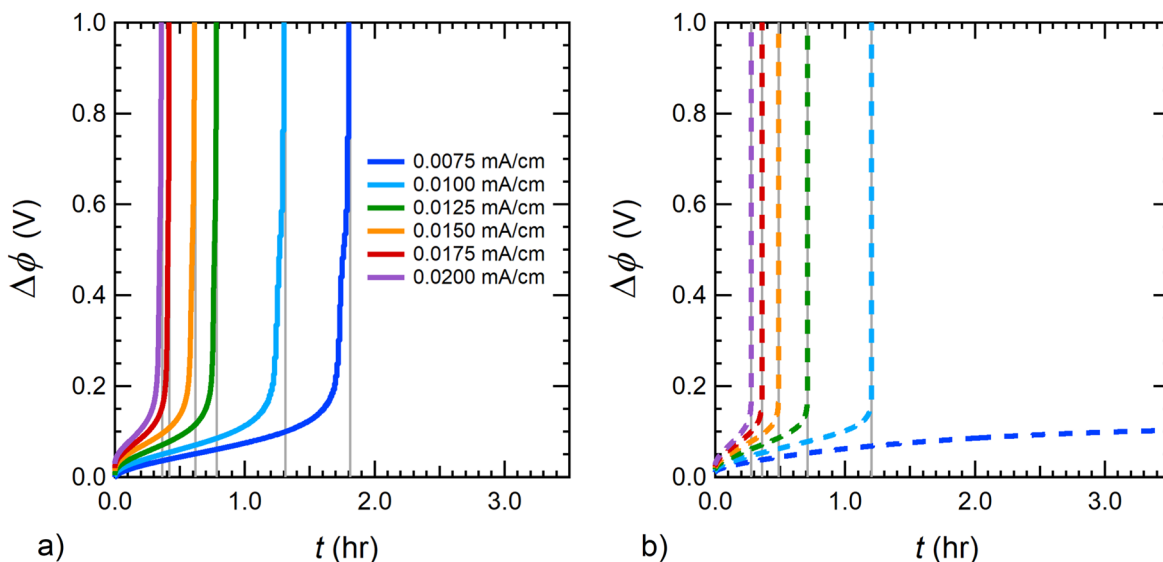 1.0
0.8
0.6
0.4
0.2
0.0
Δϕ (V)
0.0075 mA/cm
0.0100 mA/cm
0.0125 mA/cm
0.0150 mA/cm
0.0175 mA/cm
0.0200 mA/cm
0.0 1.0 2.0 3.0
a) t (hr)
1.0
0.8
0.6
0.4
0.2
0.0
Δϕ (V)
0.0 1.0 2.0 3.0
b) t (hr)